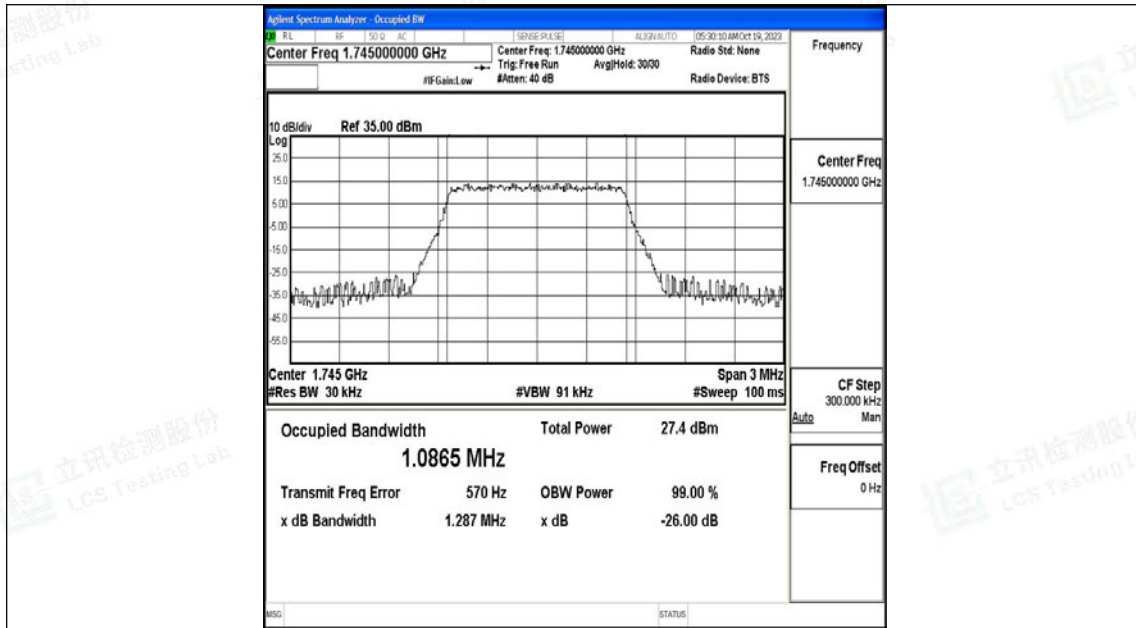 Agilent Spectrum Analyzer - Occupied BW
RL RF 50 Ω AC SENSE:PULSE ALIGNAUTO 05:30:10 AM Oct 19, 2023
Center Freq 1.745000000 GHz
Center Freq: 1.745000000 GHz Radio Std: None
Trig: Free Run Avg|Hold: 30/30
#IFGain:Low #Atten: 40 dB Radio Device: BTS
Frequency
10 dB/div Ref 35.00 dBm
Log
25.0
15.0
5.00
-5.00
-15.0
-25.0
-35.0
-45.0
-55.0
Center Freq
1.745000000 GHz
Center 1.745 GHz Span 3 MHz
#Res BW 30 kHz #VBW 91 kHz #Sweep 100 ms
CF Step
300.000 kHz
Auto Man
Occupied Bandwidth Total Power 27.4 dBm
1.0865 MHz
Transmit Freq Error 570 Hz OBW Power 99.00 %
x dB Bandwidth 1.287 MHz x dB -26.00 dB
Freq Offset
0 Hz
MSG STATUS
立讯检测股份
LCS Testing Lab